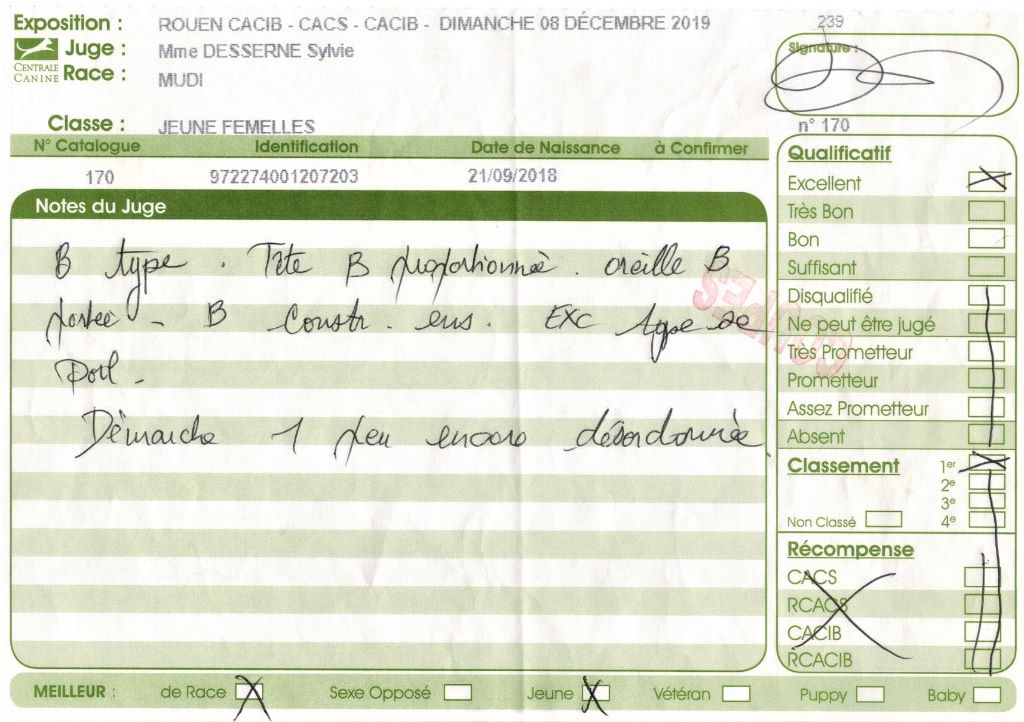 Exposition : ROUEN CACIB - CACS - CACIB - DIMANCHE 08 DÉCEMBRE 2019 239
Juge : Mme DESSERNE Sylvie Signature :
CENTRALE CANINE Race : MUDI
Classe : JEUNE FEMELLES n° 170
N° Catalogue Identification Date de Naissance à Confirmer
170 972274001207203 21/09/2018
Notes du Juge
B type . Tête B proportionnée . oreille B
portée - B constr . ens . EXC type de
Poil -
Démarche 1 peu encore désordonnée
COUPES
Qualificatif
Excellent
Très Bon
Bon
Suffisant
Disqualifié
Ne peut être jugé
Très Prometteur
Prometteur
Assez Prometteur
Absent
Classement 1er
2e
3e
Non Classé 4e
Récompense
CACS
RCACS
CACIB
RCACIB
MEILLEUR : de Race Sexe Opposé Jeune Vétéran Puppy Baby